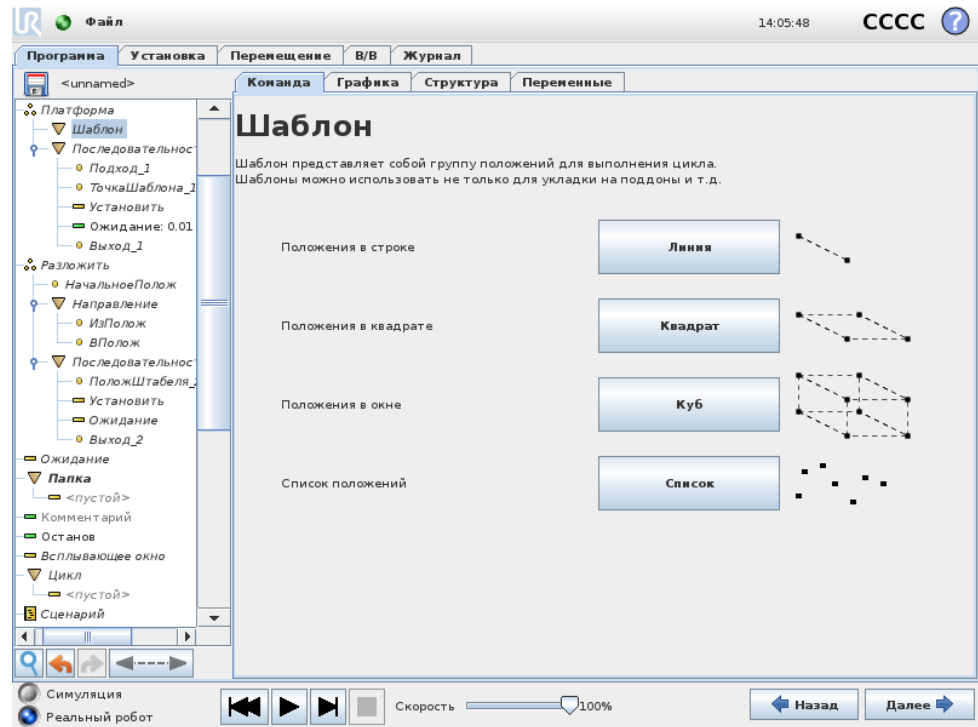 UR Файл 14:05:48 CCCC ?
Программа Установка Перемещение В/В Журнал
<unnamed> Команда Графика Структура Переменные
Платформа
Шаблон
Последовательнос
Подход_1
ТочкаШаблона_1
Установить
Ожидание: 0.01
Выход_1
Разложить
НачальноеПолож
Направление
ИзПолож
ВПолож
Последовательнос
ПоложШтабеля_
Установить
Ожидание
Выход_2
Ожидание
Папка
<пустой>
Комментарий
Останов
Всплывающее окно
Цикл
<пустой>
Сценарий
Шаблон
Шаблон представляет собой группу положений для выполнения цикла.
Шаблоны можно использовать не только для укладки на поддоны и т.д.
Положения в строке Линия
Положения в квадрате Квадрат
Положения в окне Куб
Список положений Список
Симуляция
Реальный робот
Скорость 100%
Назад Далее